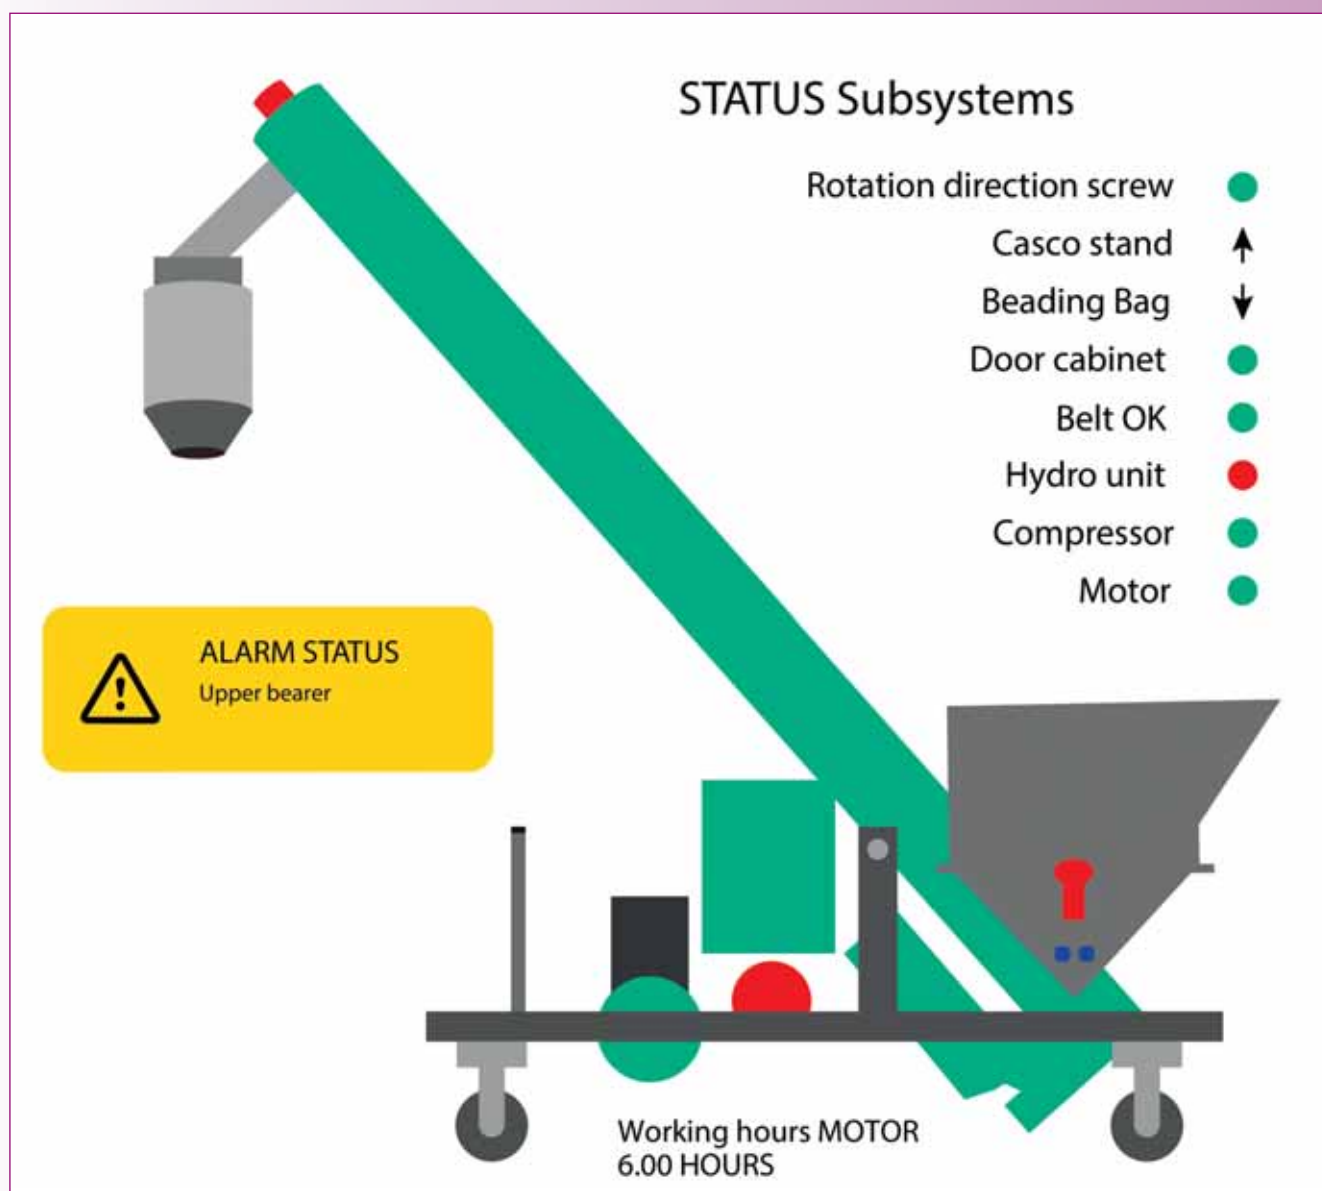 STATUS Subsystems
Rotation direction screw
Casco stand
Beading Bag
Door cabinet
Belt OK
Hydro unit
Compressor
Motor
ALARM STATUS
Upper bearer
Working hours MOTOR
6.00 HOURS